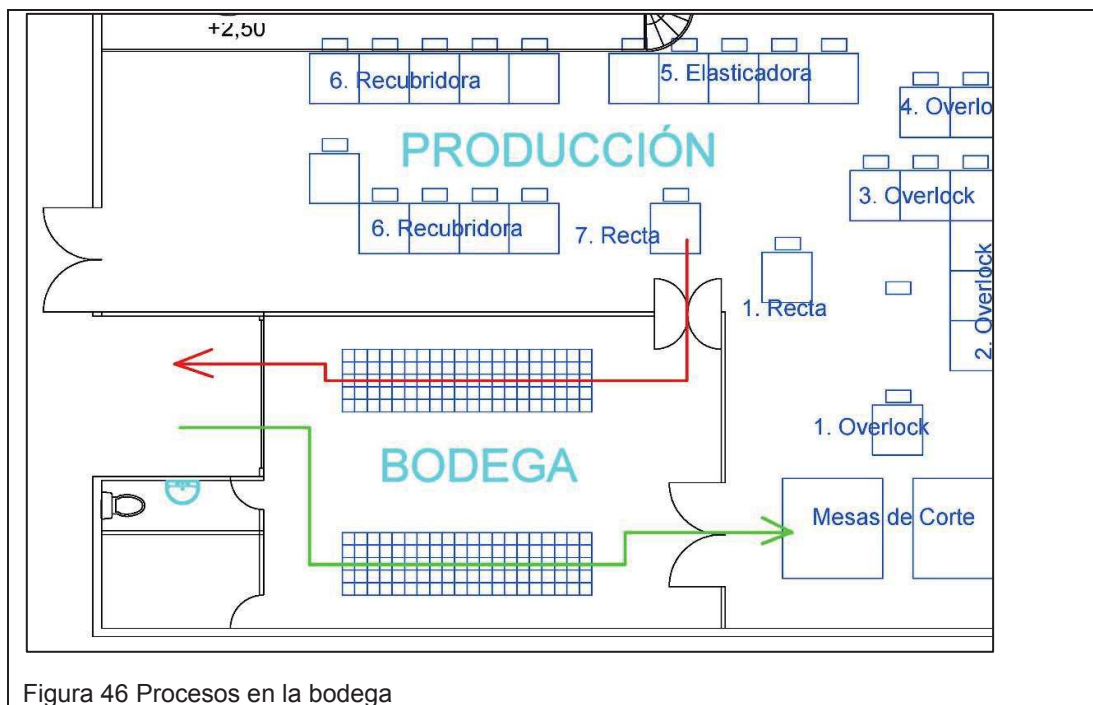 +2,50
6. Recubridora
5. Elasticadora
4. Overlo
PRODUCCIÓN
3. Overlock
6. Recubridora
7. Recta
2. Overlock
1. Recta
1. Overlock
BODEGA
Mesas de Corte
Figura 46 Procesos en la bodega